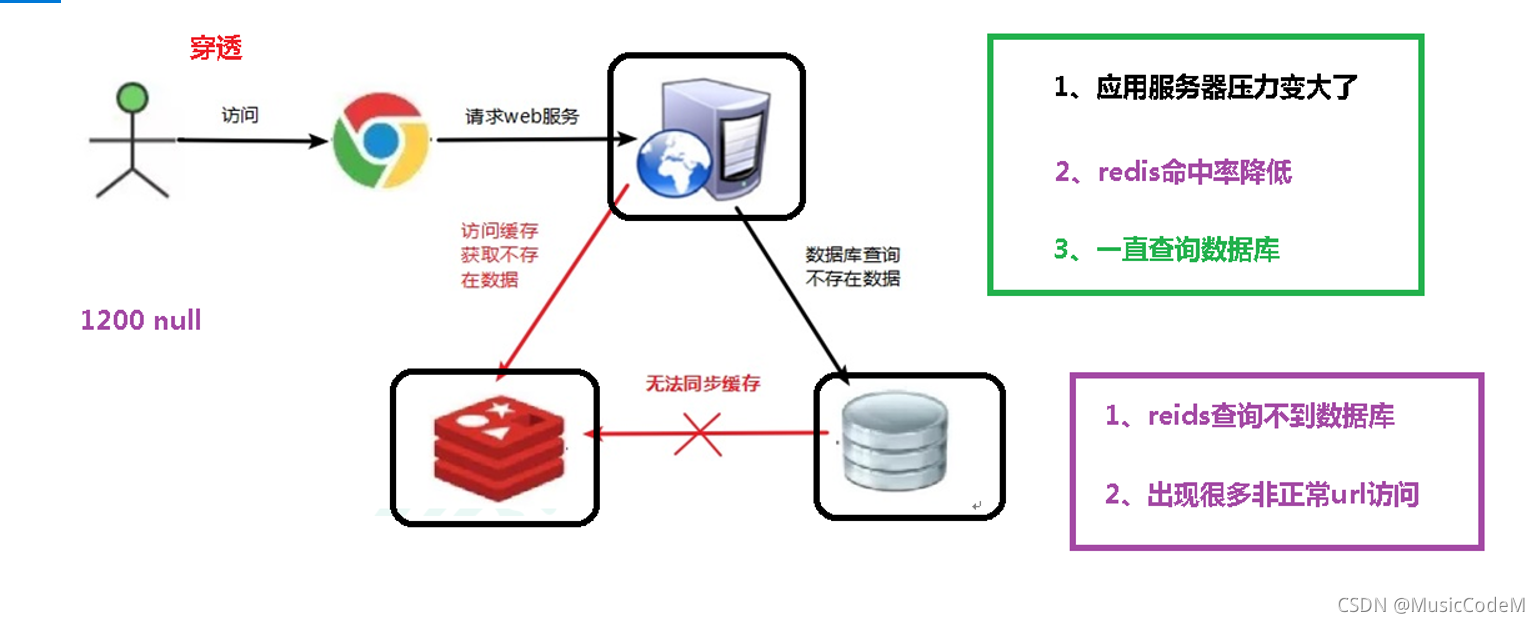 穿透
访问
请求web服务
访问缓存
获取不存
在数据
数据库查询
不存在数据
1200 null
无法同步缓存
1、应用服务器压力变大了
2、redis命中率降低
3、一直查询数据库
1、reids查询不到数据库
2、出现很多非正常url访问
CSDN @MusicCodeM